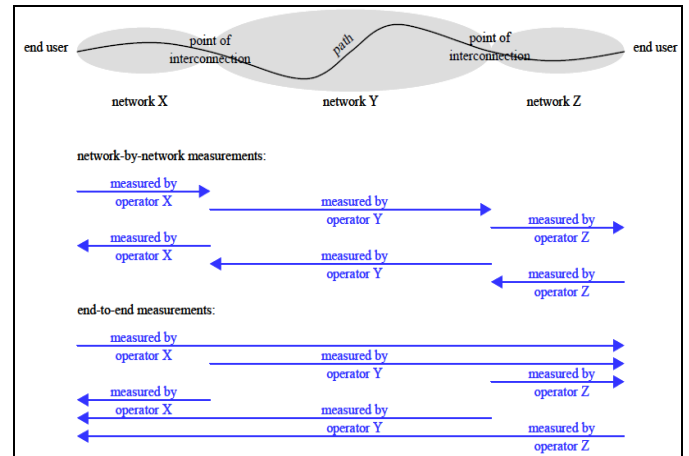 end user
point of
interconnection
path
point of
interconnection
end user
network X
network Y
network Z
network-by-network measurements:
measured by
operator X
measured by
operator Y
measured by
operator Z
measured by
operator X
measured by
operator Y
measured by
operator Z
end-to-end measurements:
measured by
operator X
measured by
operator Y
measured by
operator Z
measured by
operator X
measured by
operator Y
measured by
operator Z